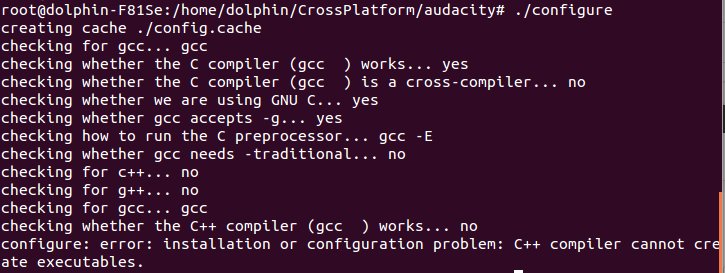 root@dolphin-F81Se:/home/dolphin/CrossPlatform/audacity# ./configure
creating cache ./config.cache
checking for gcc... gcc
checking whether the C compiler (gcc  ) works... yes
checking whether the C compiler (gcc  ) is a cross-compiler... no
checking whether we are using GNU C... yes
checking whether gcc accepts -g... yes
checking how to run the C preprocessor... gcc -E
checking whether gcc needs -traditional... no
checking for c++... no
checking for g++... no
checking for gcc... gcc
checking whether the C++ compiler (gcc  ) works... no
configure: error: installation or configuration problem: C++ compiler cannot cre
ate executables.